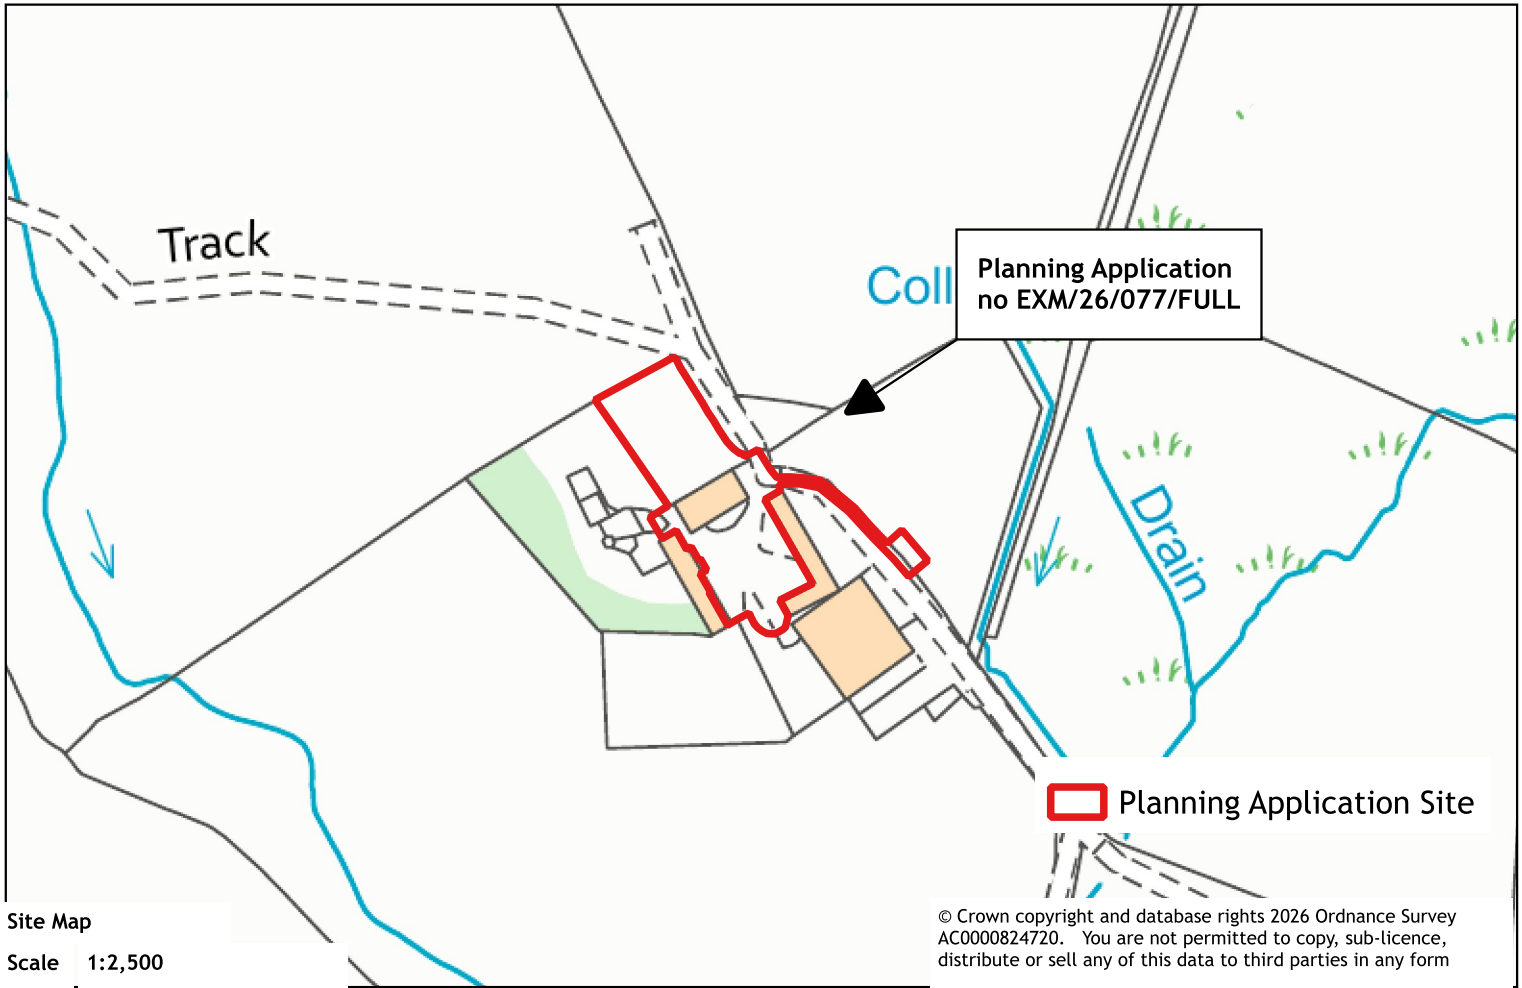 Track
Coll
Planning Application
no EXM/26/077/FULL
Drain
Planning Application Site
Site Map
Scale 1:2,500
© Crown copyright and database rights 2026 Ordnance Survey
AC0000824720. You are not permitted to copy, sub-licence,
distribute or sell any of this data to third parties in any form